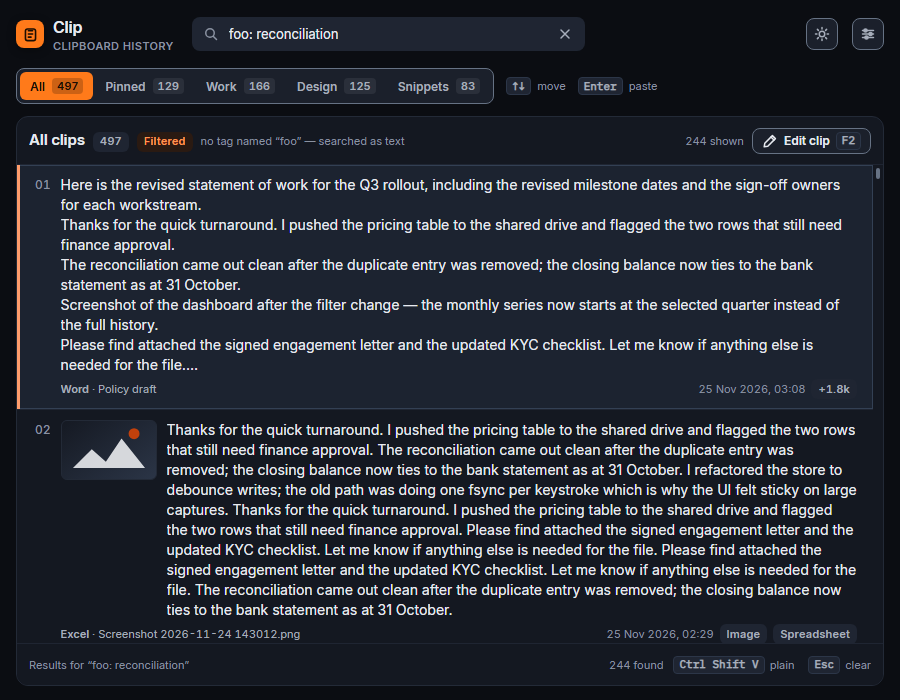 Clip
CLIPBOARD HISTORY
foo: reconciliation
All 497 Pinned 129 Work 166 Design 125 Snippets 83 ↑↓ move Enter paste
All clips 497 Filtered no tag named “foo” — searched as text 244 shown Edit clip F2
01 Here is the revised statement of work for the Q3 rollout, including the revised milestone dates and the sign-off owners
for each workstream.
Thanks for the quick turnaround. I pushed the pricing table to the shared drive and flagged the two rows that still need
finance approval.
The reconciliation came out clean after the duplicate entry was removed; the closing balance now ties to the bank
statement as at 31 October.
Screenshot of the dashboard after the filter change — the monthly series now starts at the selected quarter instead of
the full history.
Please find attached the signed engagement letter and the updated KYC checklist. Let me know if anything else is
needed for the file....
Word · Policy draft 25 Nov 2026, 03:08 +1.8k
02 Thanks for the quick turnaround. I pushed the pricing table to the shared drive and flagged the two rows
that still need finance approval. The reconciliation came out clean after the duplicate entry was
removed; the closing balance now ties to the bank statement as at 31 October. I refactored the store to
debounce writes; the old path was doing one fsync per keystroke which is why the UI felt sticky on large
captures. Thanks for the quick turnaround. I pushed the pricing table to the shared drive and flagged
the two rows that still need finance approval. Please find attached the signed engagement letter and the
updated KYC checklist. Let me know if anything else is needed for the file. Please find attached the
signed engagement letter and the updated KYC checklist. Let me know if anything else is needed for the
file. The reconciliation came out clean after the duplicate entry was removed; the closing balance now
ties to the bank statement as at 31 October.
Excel · Screenshot 2026-11-24 143012.png 25 Nov 2026, 02:29 Image Spreadsheet
Results for “foo: reconciliation” 244 found Ctrl Shift V plain Esc clear